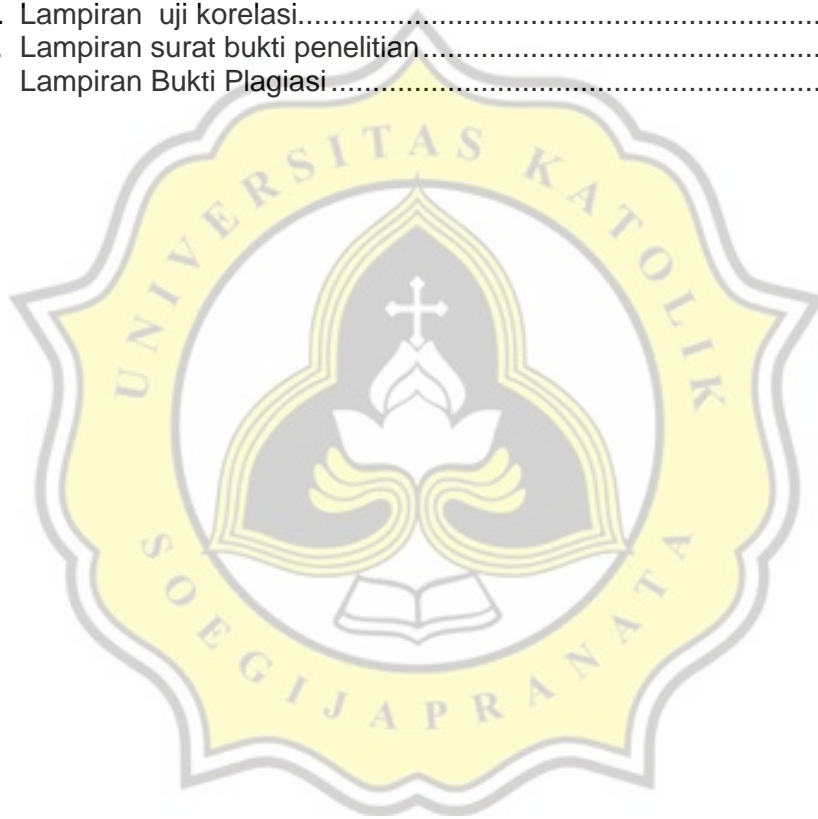 . Lampiran uji korelasi..........................................................................
. Lampiran surat bukti penelitian..........................................................
Lampiran Bukti Plagiasi......................................................................
UNIVERSITAS KATOLIK
SOEGIJAPRANATA